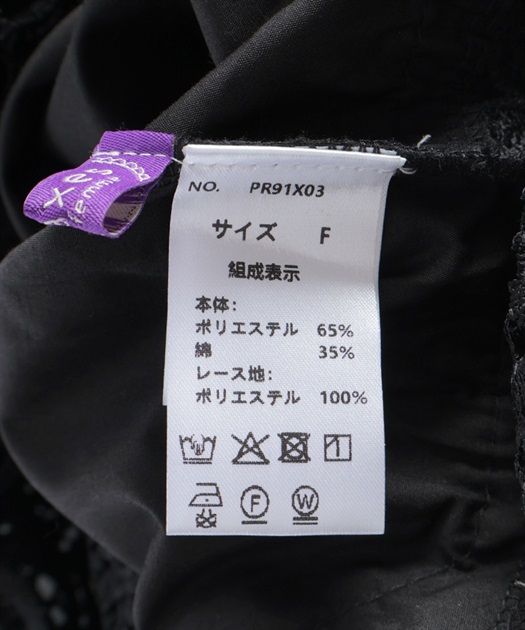 NO. PR91X03
サイズ F
組成表示
本体:
ポリエステル 65%
綿 35%
レース地:
ポリエステル 100%
F
W